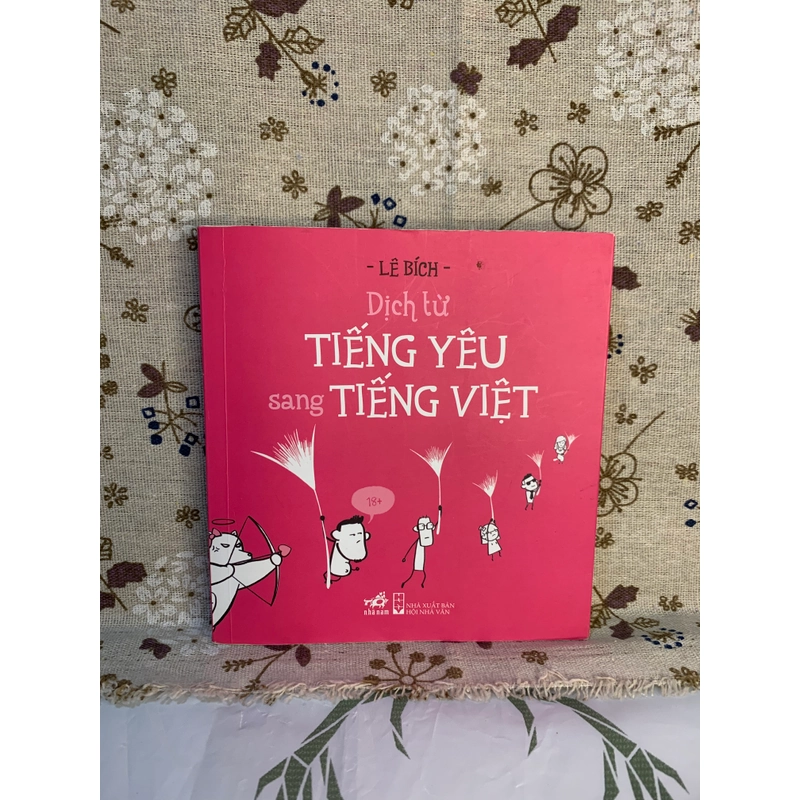 - LÊ BÍCH -
Dịch từ
TIẾNG YÊU
sang TIẾNG VIỆT
18+
nhã nam
NHÀ XUẤT BẢN
HỘI NHÀ VĂN